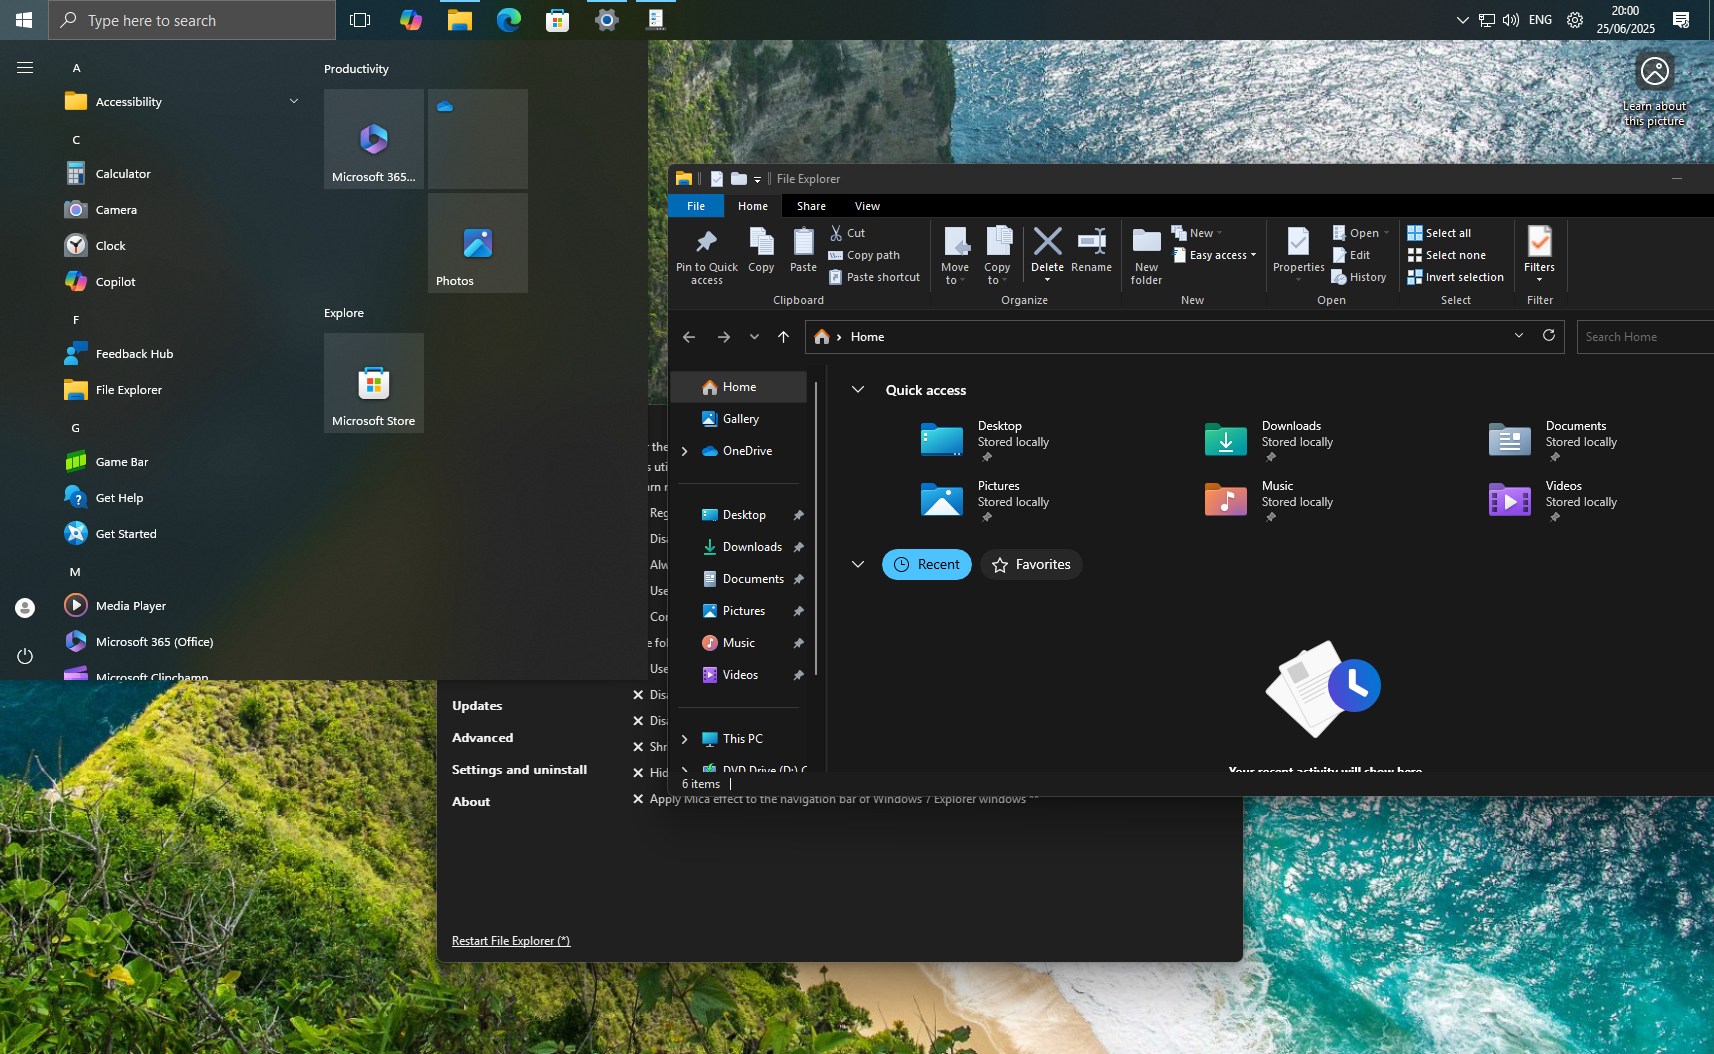 Type here to search
ENG
20:00
25/06/2025
A
Accessibility
C
Calculator
Camera
Clock
Copilot
F
Feedback Hub
File Explorer
G
Game Bar
Get Help
Get Started
M
Media Player
Microsoft 365 (Office)
Microsoft Clipchamp
Productivity
Microsoft 365...
Photos
Explore
Microsoft Store
Learn about
this picture
File Explorer
File
Home
Share
View
Pin to Quick
access
Copy
Paste
Cut
Copy path
Paste shortcut
Clipboard
Move
to
Copy
to
Delete
Rename
Organize
New
folder
New
Easy access
New
Properties
Open
Edit
History
Open
Select all
Select none
Invert selection
Select
Filters
Filter
Home
Search Home
Home
Gallery
OneDrive
Desktop
Downloads
Documents
Pictures
Music
Videos
This PC
DVD Drive (D:) C
6 items
Quick access
Desktop
Stored locally
Downloads
Stored locally
Documents
Stored locally
Pictures
Stored locally
Music
Stored locally
Videos
Stored locally
Recent
Favorites
Your recent activity will show here.
Updates
Advanced
Settings and uninstall
About
Restart File Explorer (*)
the
Reg
Disa
Alw
Use
Cor
e fol
Use
Disa
Disa
Shr
Hid
Apply Mica effect to the navigation bar of Windows 7 Explorer windows **